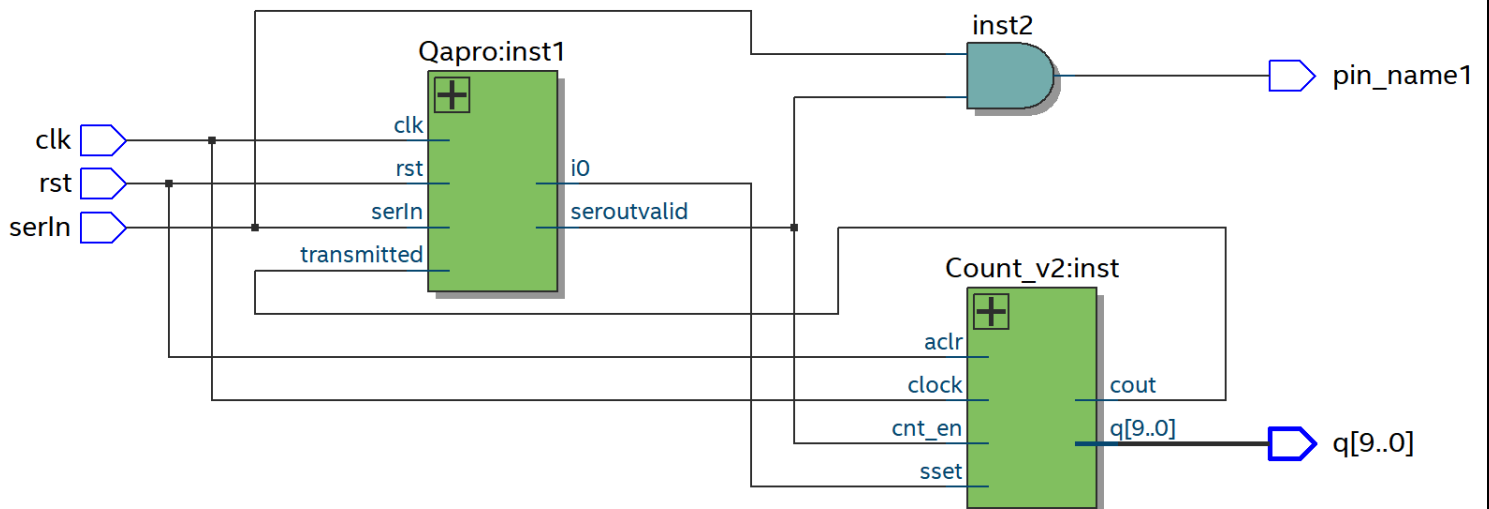 inst2
Qapro:inst1
pin_name1
clk
clk
rst
rst
i0
serIn
serIn
seroutvalid
transmitted
Count_v2:inst
aclr
clock
cout
cnt_en
q[9..0]
q[9..0]
sset